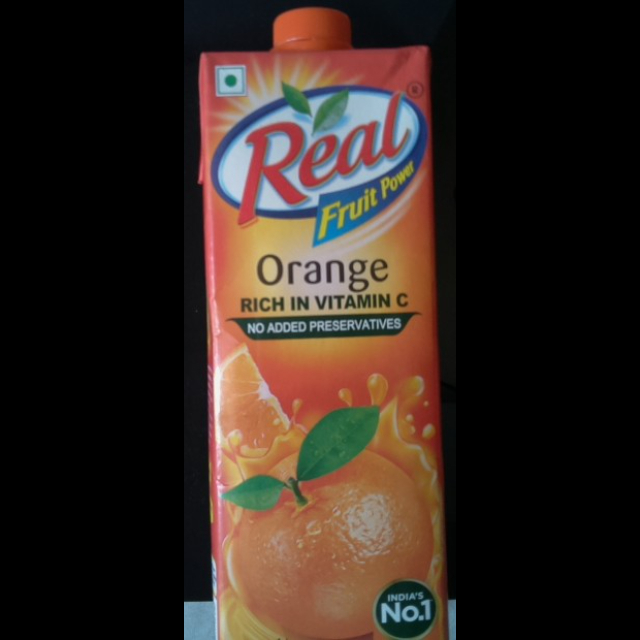 Real®
Fruit Power
Orange
RICH IN VITAMIN C
NO ADDED PRESERVATIVES
INDIA'S
No.1